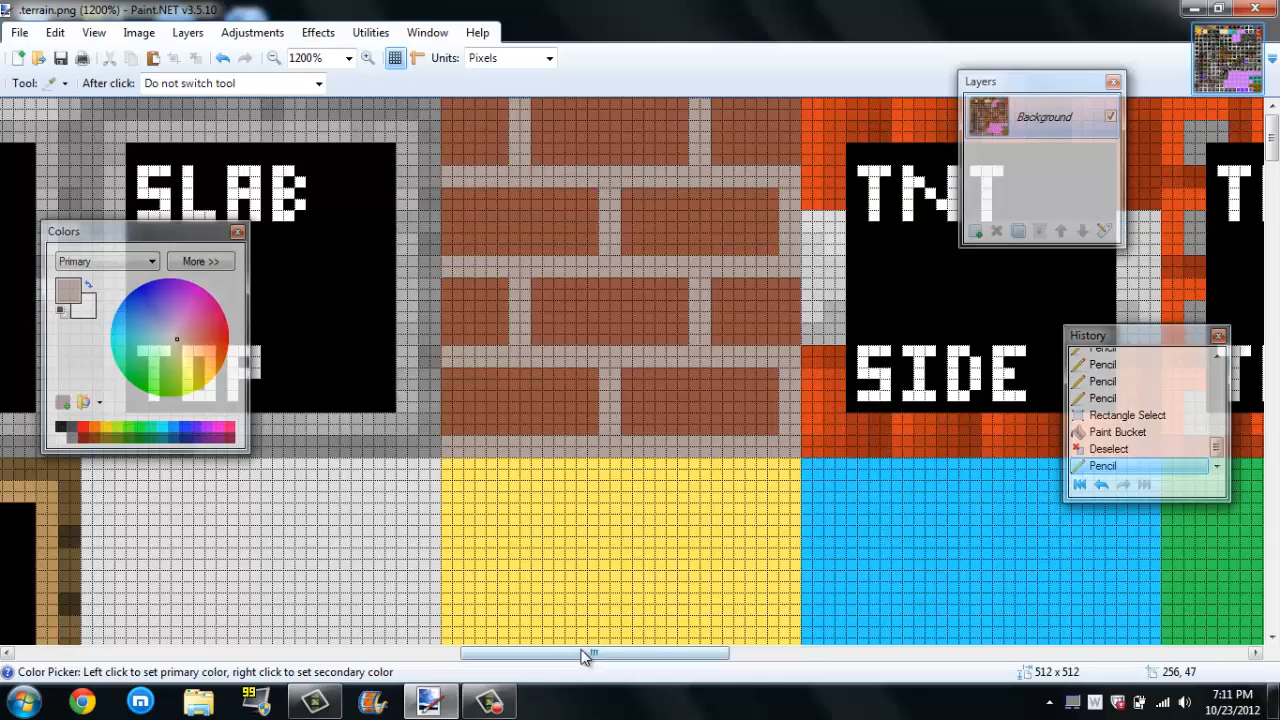 .terrain.png (1200%) - Paint.NET v3.5.10
File Edit View Image Layers Adjustments Effects Utilities Window Help
1200% Units: Pixels
Tool: After click: Do not switch tool
Layers
Background
SLAB
TNT
T
Colors
Primary
More >>
TOP
SIDE
History
Pencil
Pencil
Pencil
Pencil
Rectangle Select
Paint Bucket
Deselect
Pencil
Color Picker: Left click to set primary color, right click to set secondary color
512 x 512
256, 47
99
7:11 PM
10/23/2012